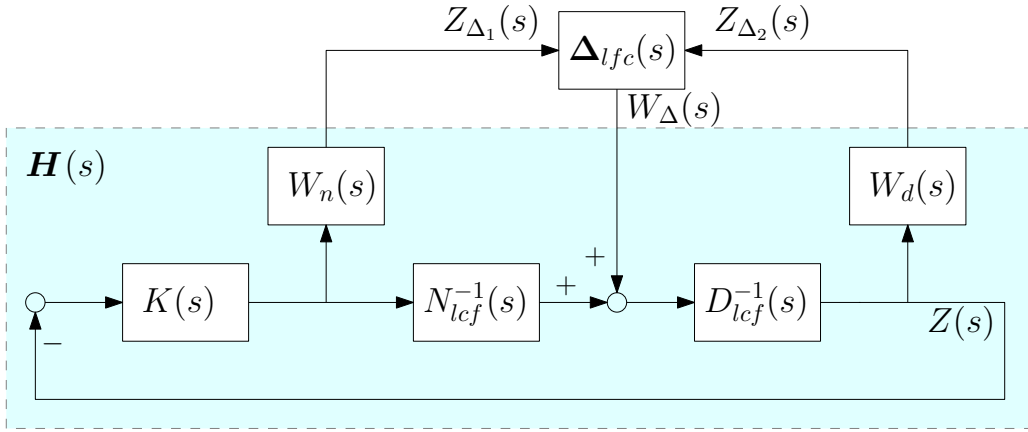 Z_{Δ_1}(s)
Z_{Δ_2}(s)
Δ_{lfc}(s)
W_Δ(s)
H(s)
W_n(s)
W_d(s)
+
K(s)
N_{lcf}^{-1}(s)
+
D_{lcf}^{-1}(s)
Z(s)
−